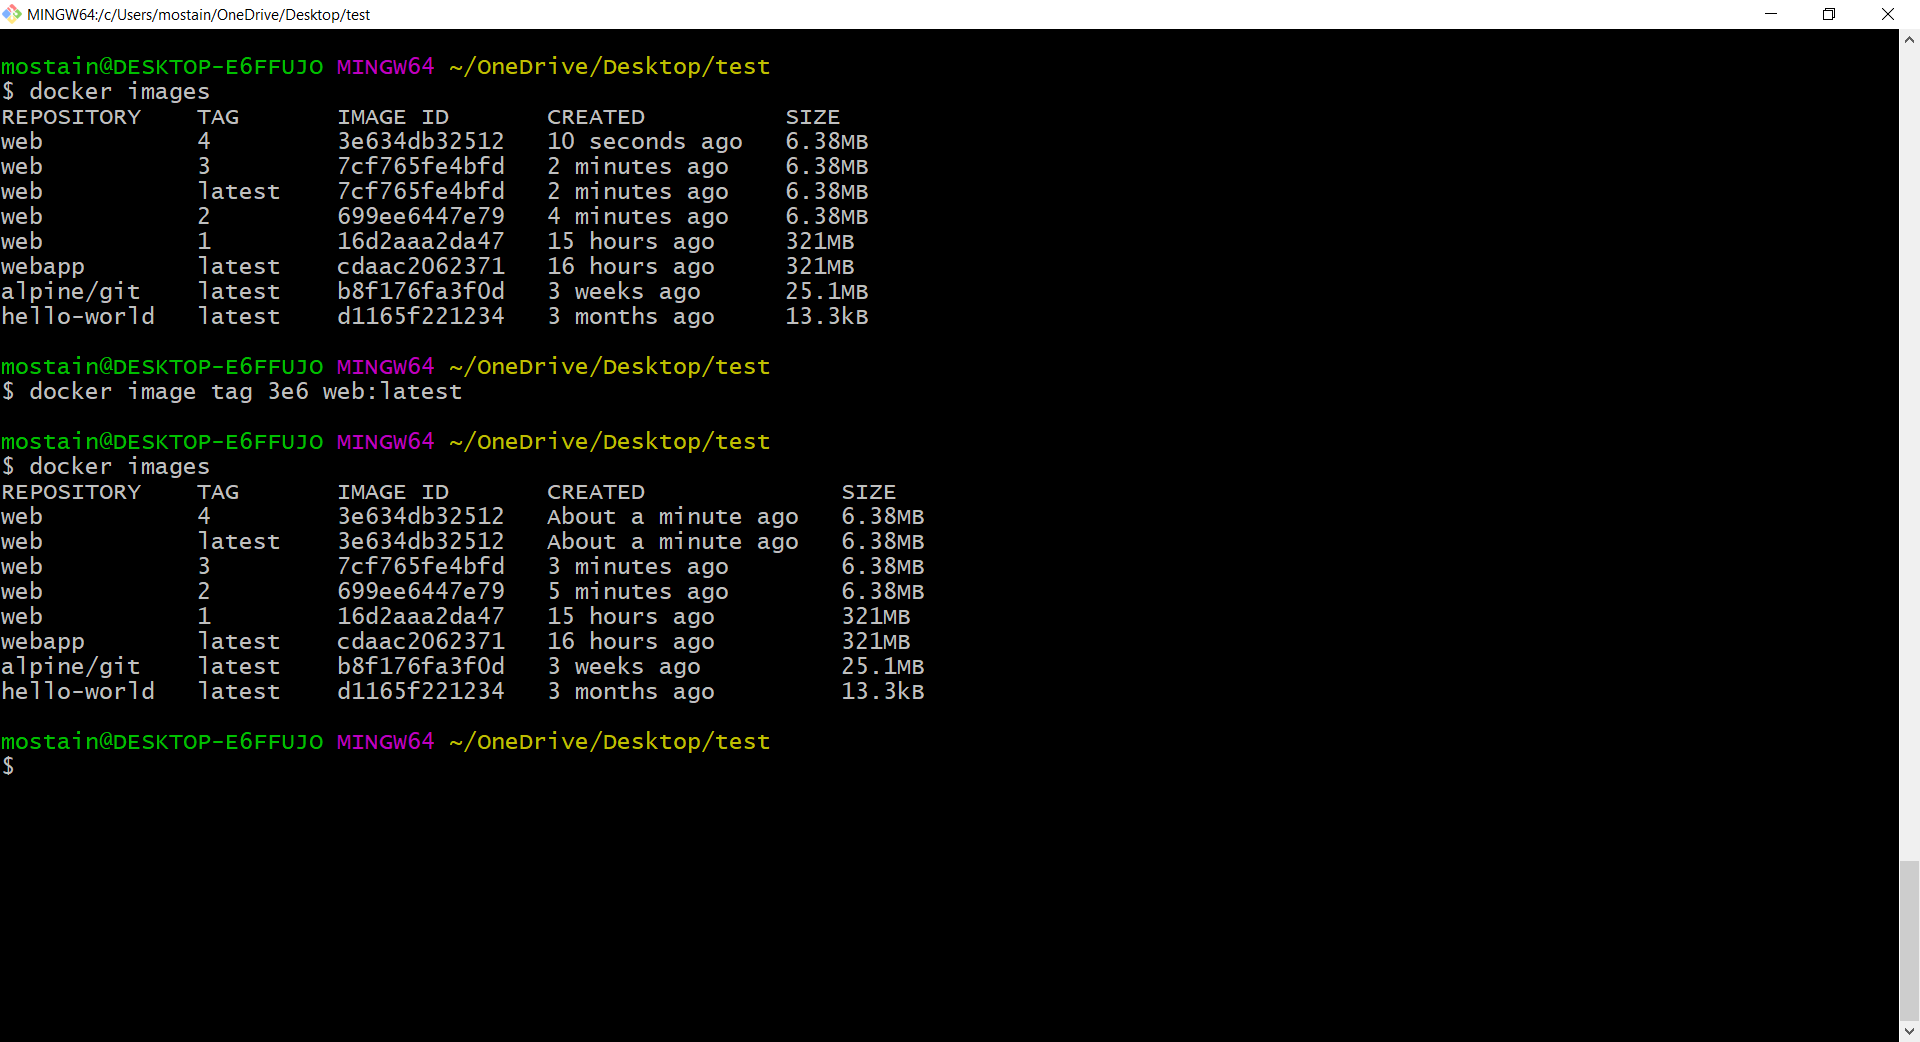 MINGW64:/c/Users/mostain/OneDrive/Desktop/test
mostain@DESKTOP-E6FFUJO MINGW64 ~/OneDrive/Desktop/test
$ docker images
REPOSITORY    TAG       IMAGE ID       CREATED          SIZE
web           4         3e634db32512   10 seconds ago   6.38MB
web           3         7cf765fe4bfd   2 minutes ago    6.38MB
web           latest    7cf765fe4bfd   2 minutes ago    6.38MB
web           2         699ee6447e79   4 minutes ago    6.38MB
web           1         16d2aaa2da47   15 hours ago     321MB
webapp        latest    cdaac2062371   16 hours ago     321MB
alpine/git    latest    b8f176fa3f0d   3 weeks ago      25.1MB
hello-world   latest    d1165f221234   3 months ago     13.3kB
mostain@DESKTOP-E6FFUJO MINGW64 ~/OneDrive/Desktop/test
$ docker image tag 3e6 web:latest
mostain@DESKTOP-E6FFUJO MINGW64 ~/OneDrive/Desktop/test
$ docker images
REPOSITORY    TAG       IMAGE ID       CREATED              SIZE
web           4         3e634db32512   About a minute ago   6.38MB
web           latest    3e634db32512   About a minute ago   6.38MB
web           3         7cf765fe4bfd   3 minutes ago        6.38MB
web           2         699ee6447e79   5 minutes ago        6.38MB
web           1         16d2aaa2da47   15 hours ago         321MB
webapp        latest    cdaac2062371   16 hours ago         321MB
alpine/git    latest    b8f176fa3f0d   3 weeks ago          25.1MB
hello-world   latest    d1165f221234   3 months ago         13.3kB
mostain@DESKTOP-E6FFUJO MINGW64 ~/OneDrive/Desktop/test
$